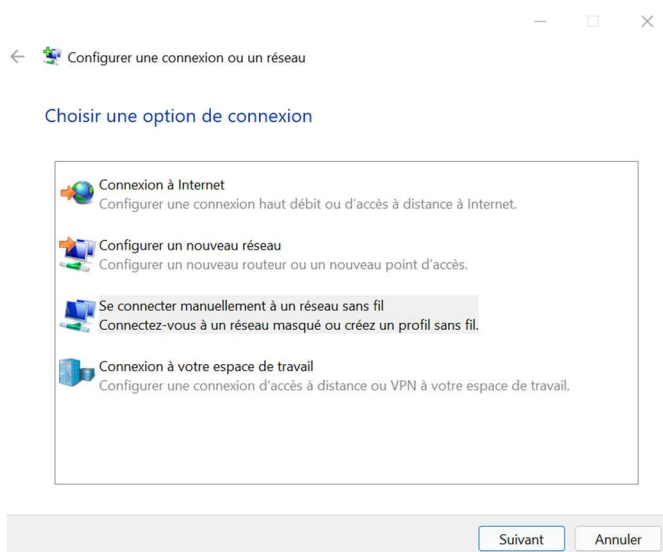 Configurer une connexion ou un réseau
Choisir une option de connexion
Connexion à Internet
Configurer une connexion haut débit ou d'accès à distance à Internet.
Configurer un nouveau réseau
Configurer un nouveau routeur ou un nouveau point d'accès.
Se connecter manuellement à un réseau sans fil
Connectez-vous à un réseau masqué ou créez un profil sans fil.
Connexion à votre espace de travail
Configurer une connexion d'accès à distance ou VPN à votre espace de travail.
Suivant Annuler